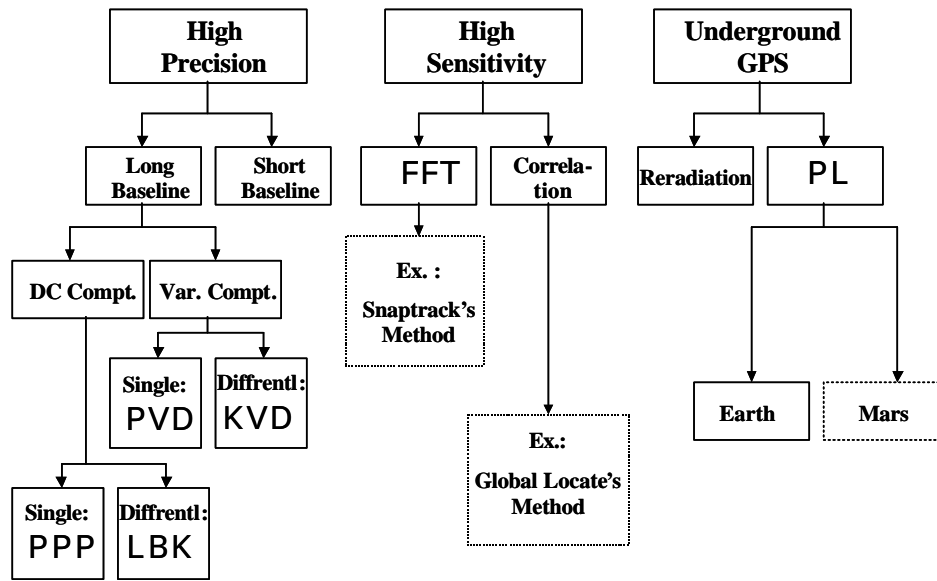 High
Precision
High
Sensitivity
Underground
GPS
Long
Baseline
Short
Baseline
FFT
Correla-
tion
Reradiation
PL
DC Compt.
Var. Compt.
Ex. :
Snaptrack's
Method
Single:
PVD
Diffrentl:
KVD
Earth
Mars
Ex.:
Global Locate's
Method
Single:
PPP
Diffrentl:
LBK